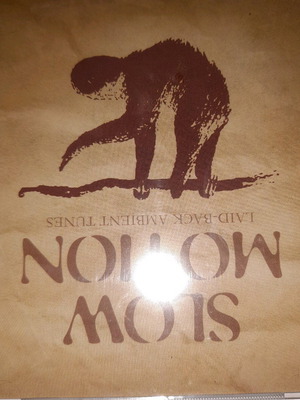 SLOW
MOTION
LAID-BACK AMBIENT TUNES